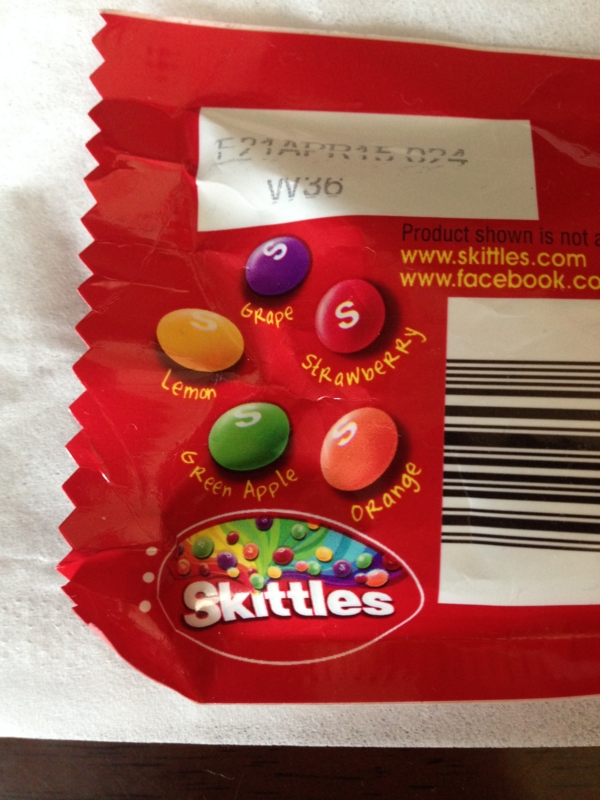 F21APR15 024
W36
Product shown is not a
www.skittles.com
www.facebook.co
S
Grape
S
Strawberry
S
Lemon
S
Green Apple
S
Orange
Skittles